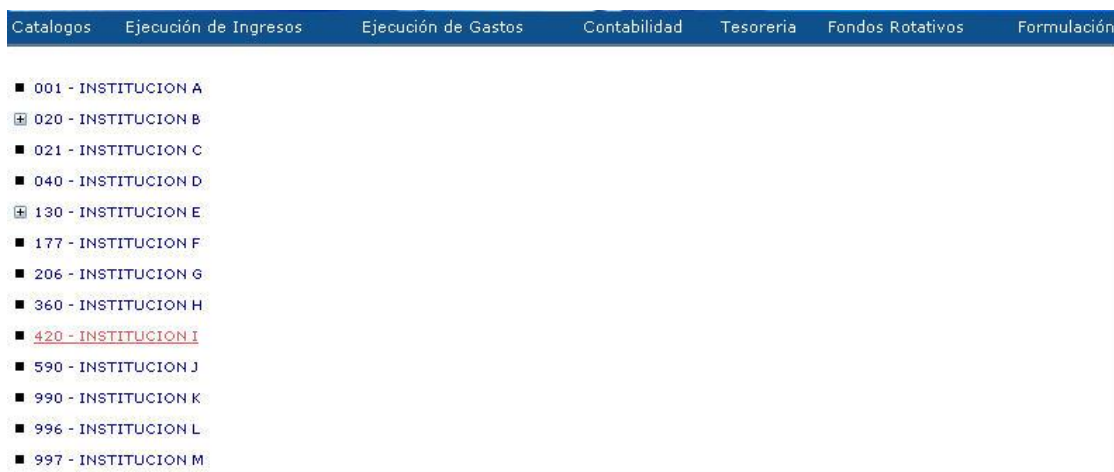 Catalogos Ejecución de Ingresos Ejecución de Gastos Contabilidad Tesoreria Fondos Rotativos Formulación
001 - INSTITUCION A
020 - INSTITUCION B
021 - INSTITUCION C
040 - INSTITUCION D
130 - INSTITUCION E
177 - INSTITUCION F
206 - INSTITUCION G
360 - INSTITUCION H
420 - INSTITUCION I
590 - INSTITUCION J
990 - INSTITUCION K
996 - INSTITUCION L
997 - INSTITUCION M